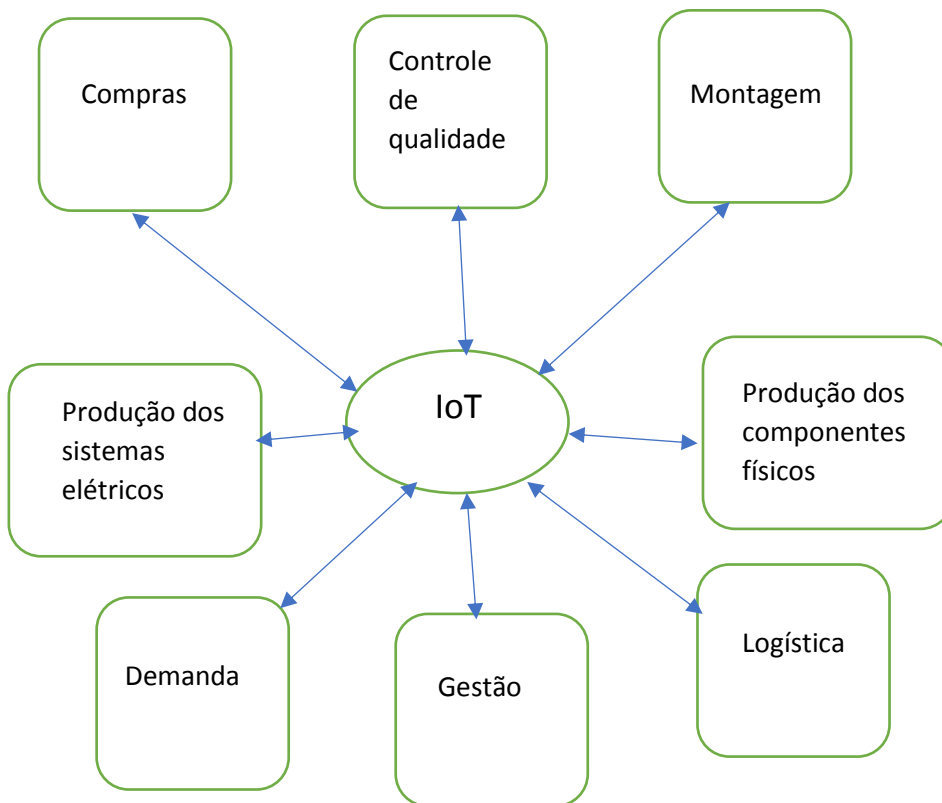 Compras
Controle
de
qualidade
Montagem
IoT
Produção dos
sistemas
elétricos
Produção dos
componentes
físicos
Demanda
Gestão
Logística